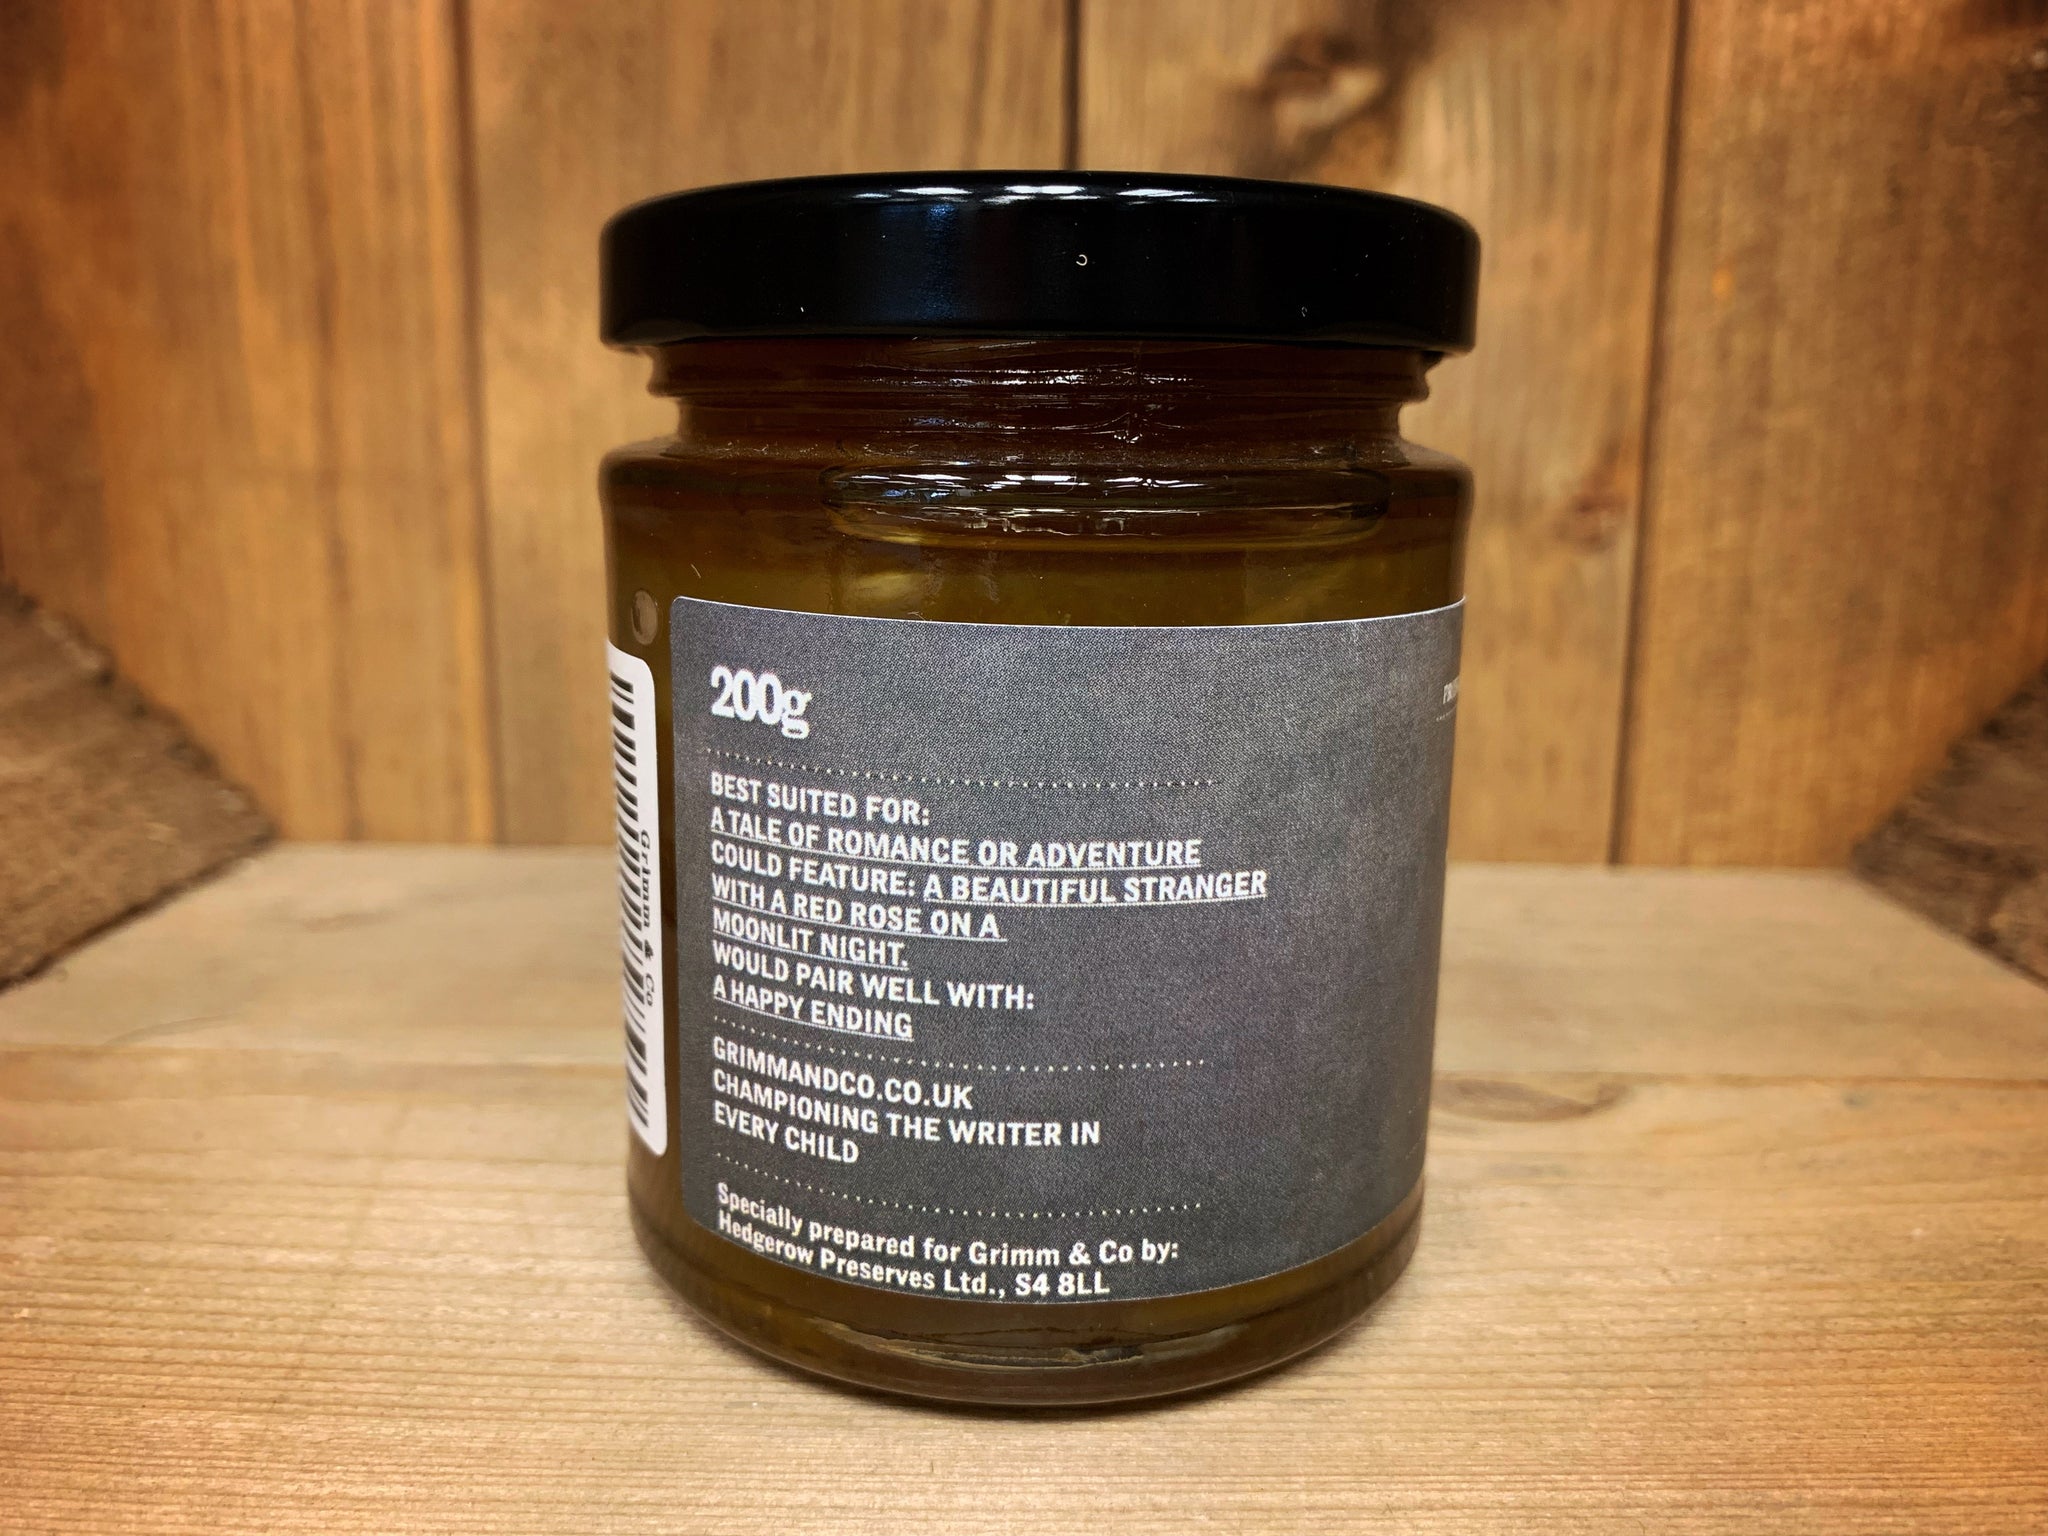 200g
BEST SUITED FOR:
A TALE OF ROMANCE OR ADVENTURE
COULD FEATURE: A BEAUTIFUL STRANGER
WITH A RED ROSE ON A
MOONLIT NIGHT.
WOULD PAIR WELL WITH:
A HAPPY ENDING
GRIMMANDCO.CO.UK
CHAMPIONING THE WRITER IN
EVERY CHILD
Specially prepared for Grimm & Co by:
Hedgerow Preserves Ltd., S4 8LL
Grimm & Co